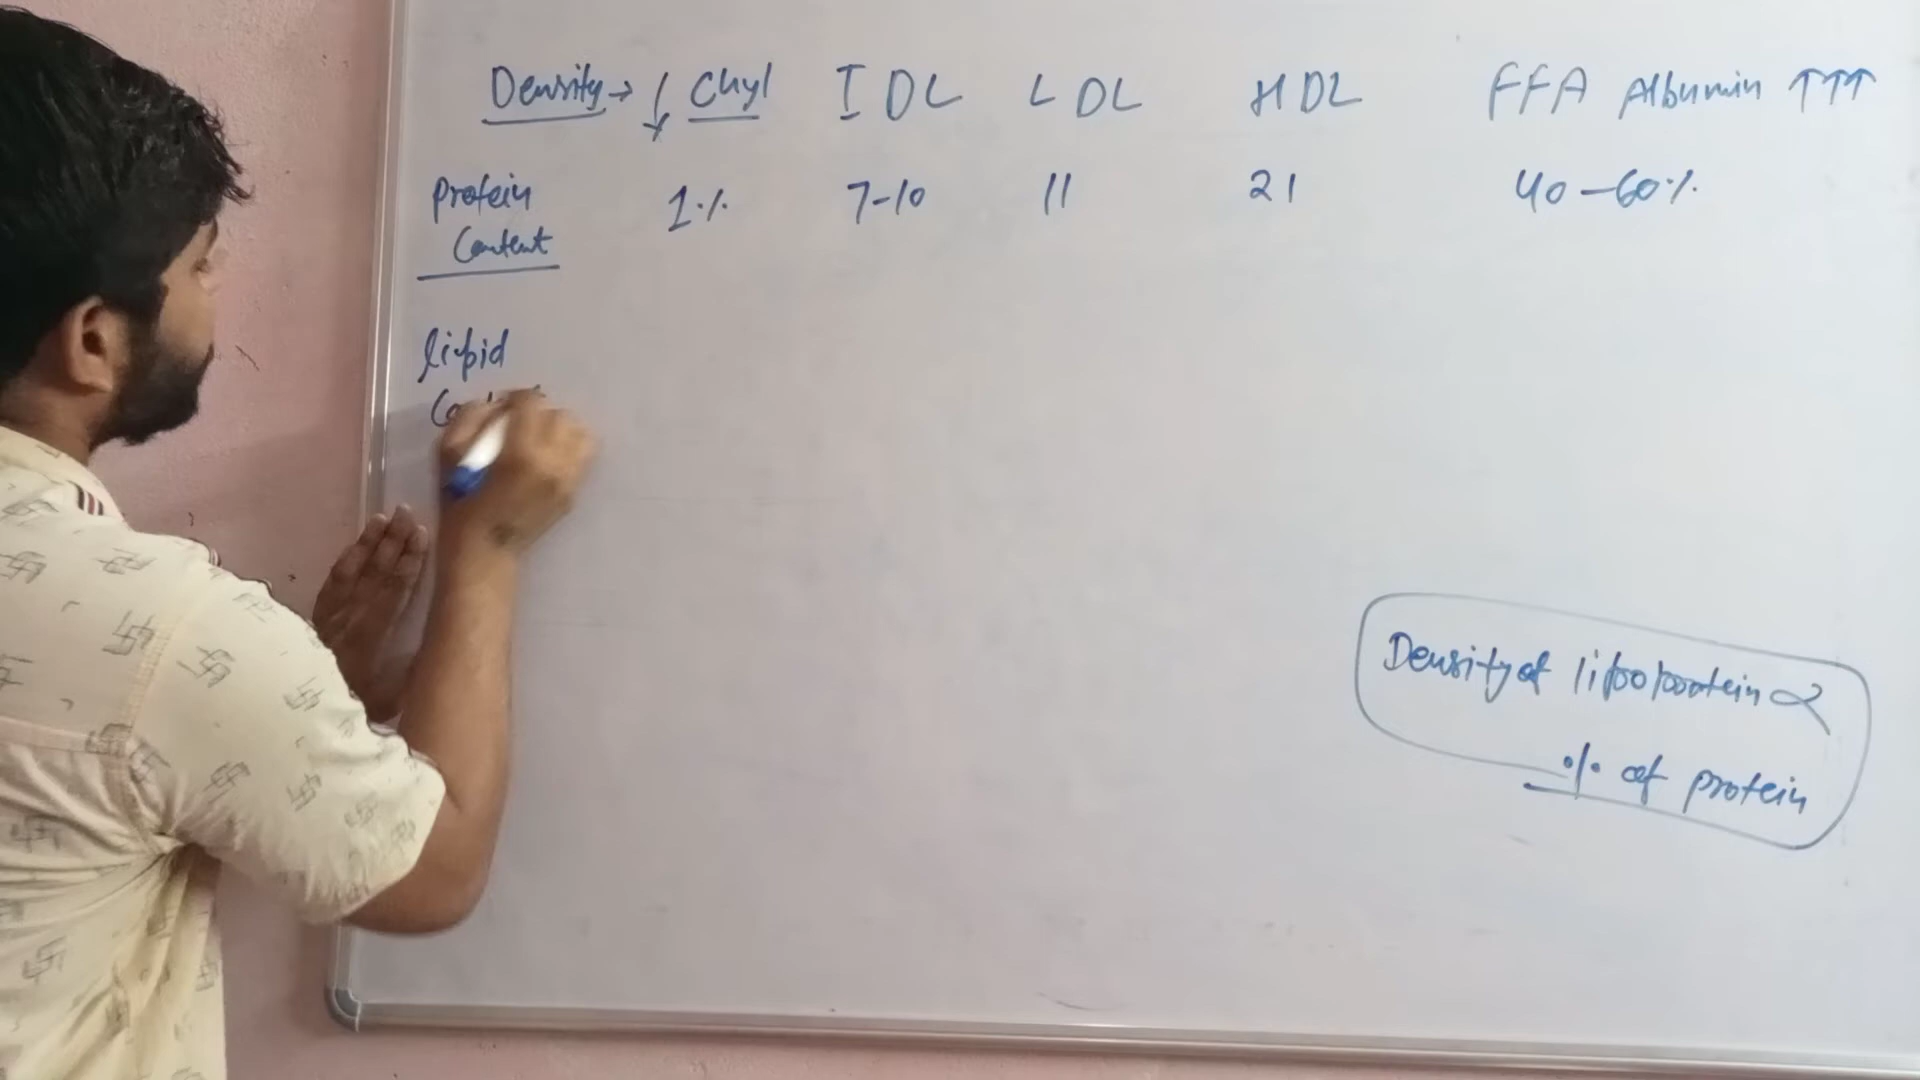 Density → ↓ Chyl IDL LDL HDL FFA Albumin ↑↑↑
Protein 1% 7-10 11 21 40-60%
Content
lipid
Density of lipoprotein ∝
% of protein